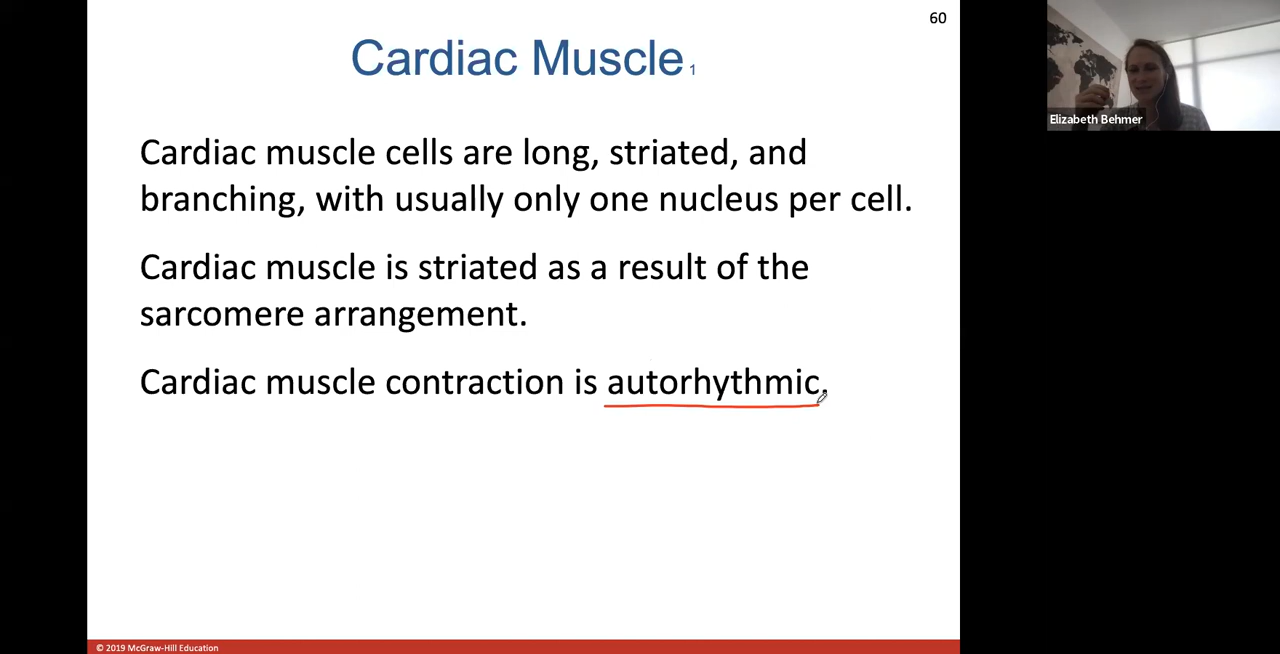 60
Cardiac Muscle 1
Elizabeth Behmer
Cardiac muscle cells are long, striated, and
branching, with usually only one nucleus per cell.
Cardiac muscle is striated as a result of the
sarcomere arrangement.
Cardiac muscle contraction is autorhythmic.
© 2019 McGraw-Hill Education